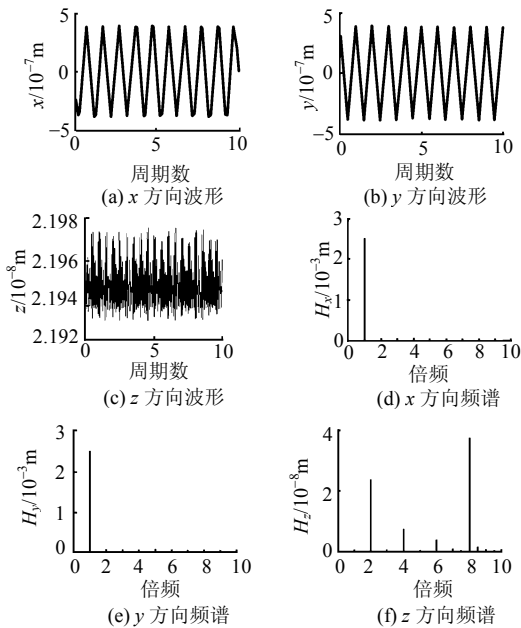 5
0
−5
x/10⁻⁷m
0 5 10
周期数
(a) x 方向波形
5
0
−5
y/10⁻⁷m
0 5 10
周期数
(b) y 方向波形
2.198
2.196
2.194
2.192
z/10⁻⁸m
0 5 10
周期数
(c) z 方向波形
3
2
1
0
Hx/10⁻³m
0 2 4 6 8 10
倍频
(d) x 方向频谱
3
2
1
0
Hy/10⁻³m
0 2 4 6 8 10
倍频
(e) y 方向频谱
4
2
0
Hz/10⁻⁸m
0 2 4 6 8 10
倍频
(f) z 方向频谱